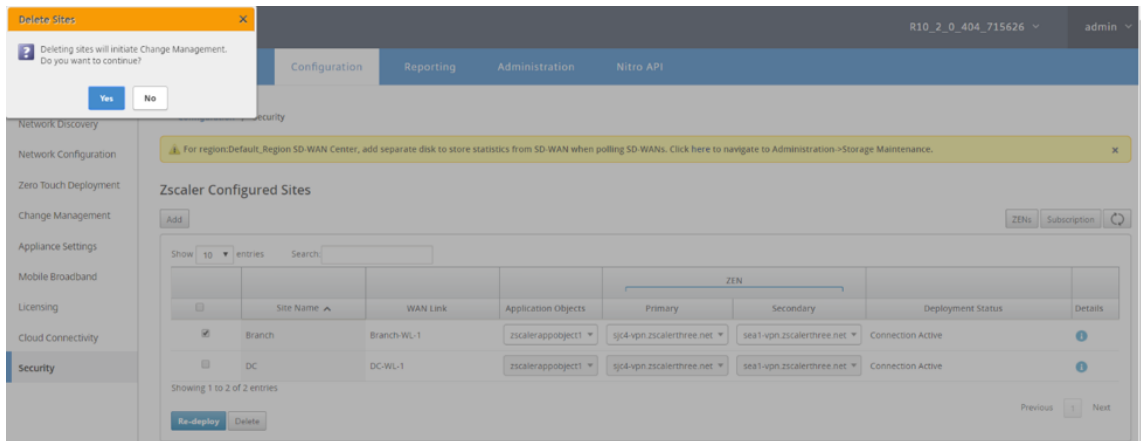 Delete Sites
Deleting sites will initiate Change Management.
Do you want to continue?
Yes No
R10_2_0_404_715626 admin
Configuration Reporting Administration Nitro API
Network Discovery
Network Configuration
Zero Touch Deployment
Change Management
Appliance Settings
Mobile Broadband
Licensing
Cloud Connectivity
Security
Security
For region:Default_Region SD-WAN Center, add separate disk to store statistics from SD-WAN when polling SD-WANs. Click here to navigate to Administration->Storage Maintenance.
Zscaler Configured Sites
Add ZENs Subscription
Show 10 entries Search:
ZEN
Site Name WAN Link Application Objects Primary Secondary Deployment Status Details
Branch Branch-WL-1 zscalerappobject1 sjc4-vpn.zscalerthree.net sea1-vpn.zscalerthree.net Connection Active
DC DC-WL-1 zscalerappobject1 sjc4-vpn.zscalerthree.net sea1-vpn.zscalerthree.net Connection Active
Showing 1 to 2 of 2 entries
Previous 1 Next
Re-deploy Delete